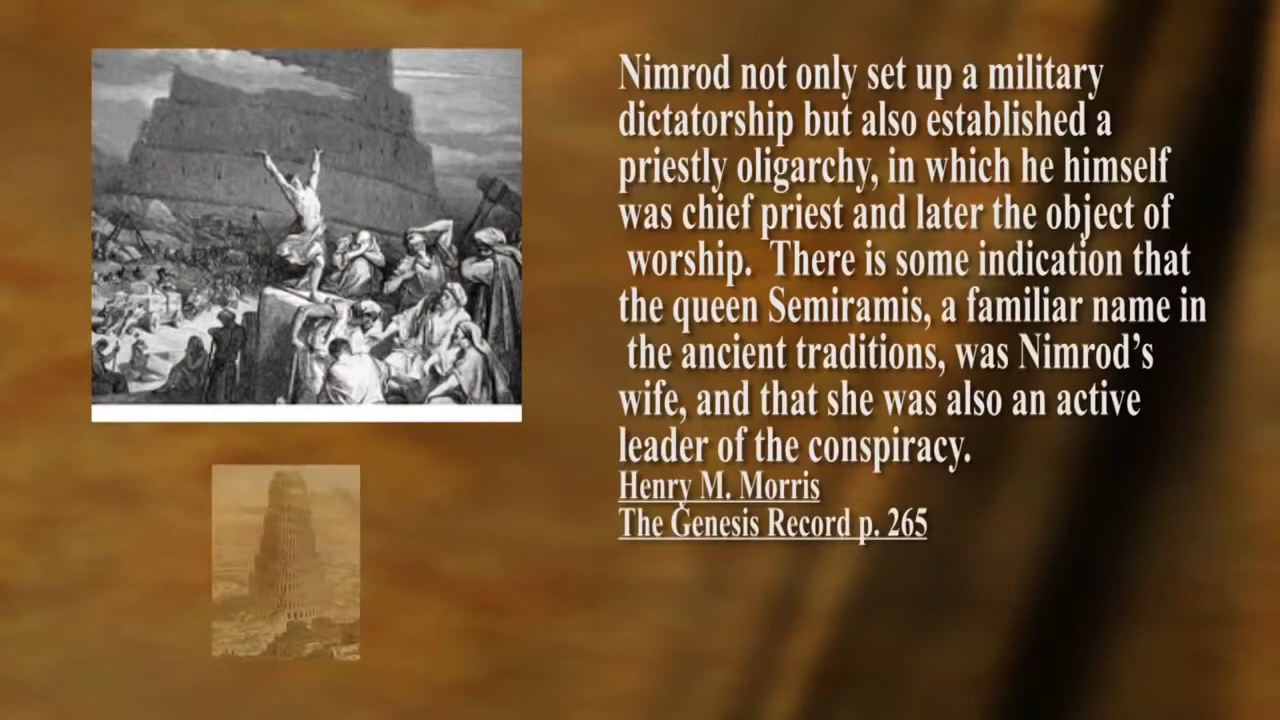 Nimrod not only set up a military
dictatorship but also established a
priestly oligarchy, in which he himself
was chief priest and later the object of
worship.  There is some indication that
the queen Semiramis, a familiar name in
the ancient traditions, was Nimrod’s
wife, and that she was also an active
leader of the conspiracy.
Henry M. Morris
The Genesis Record p. 265